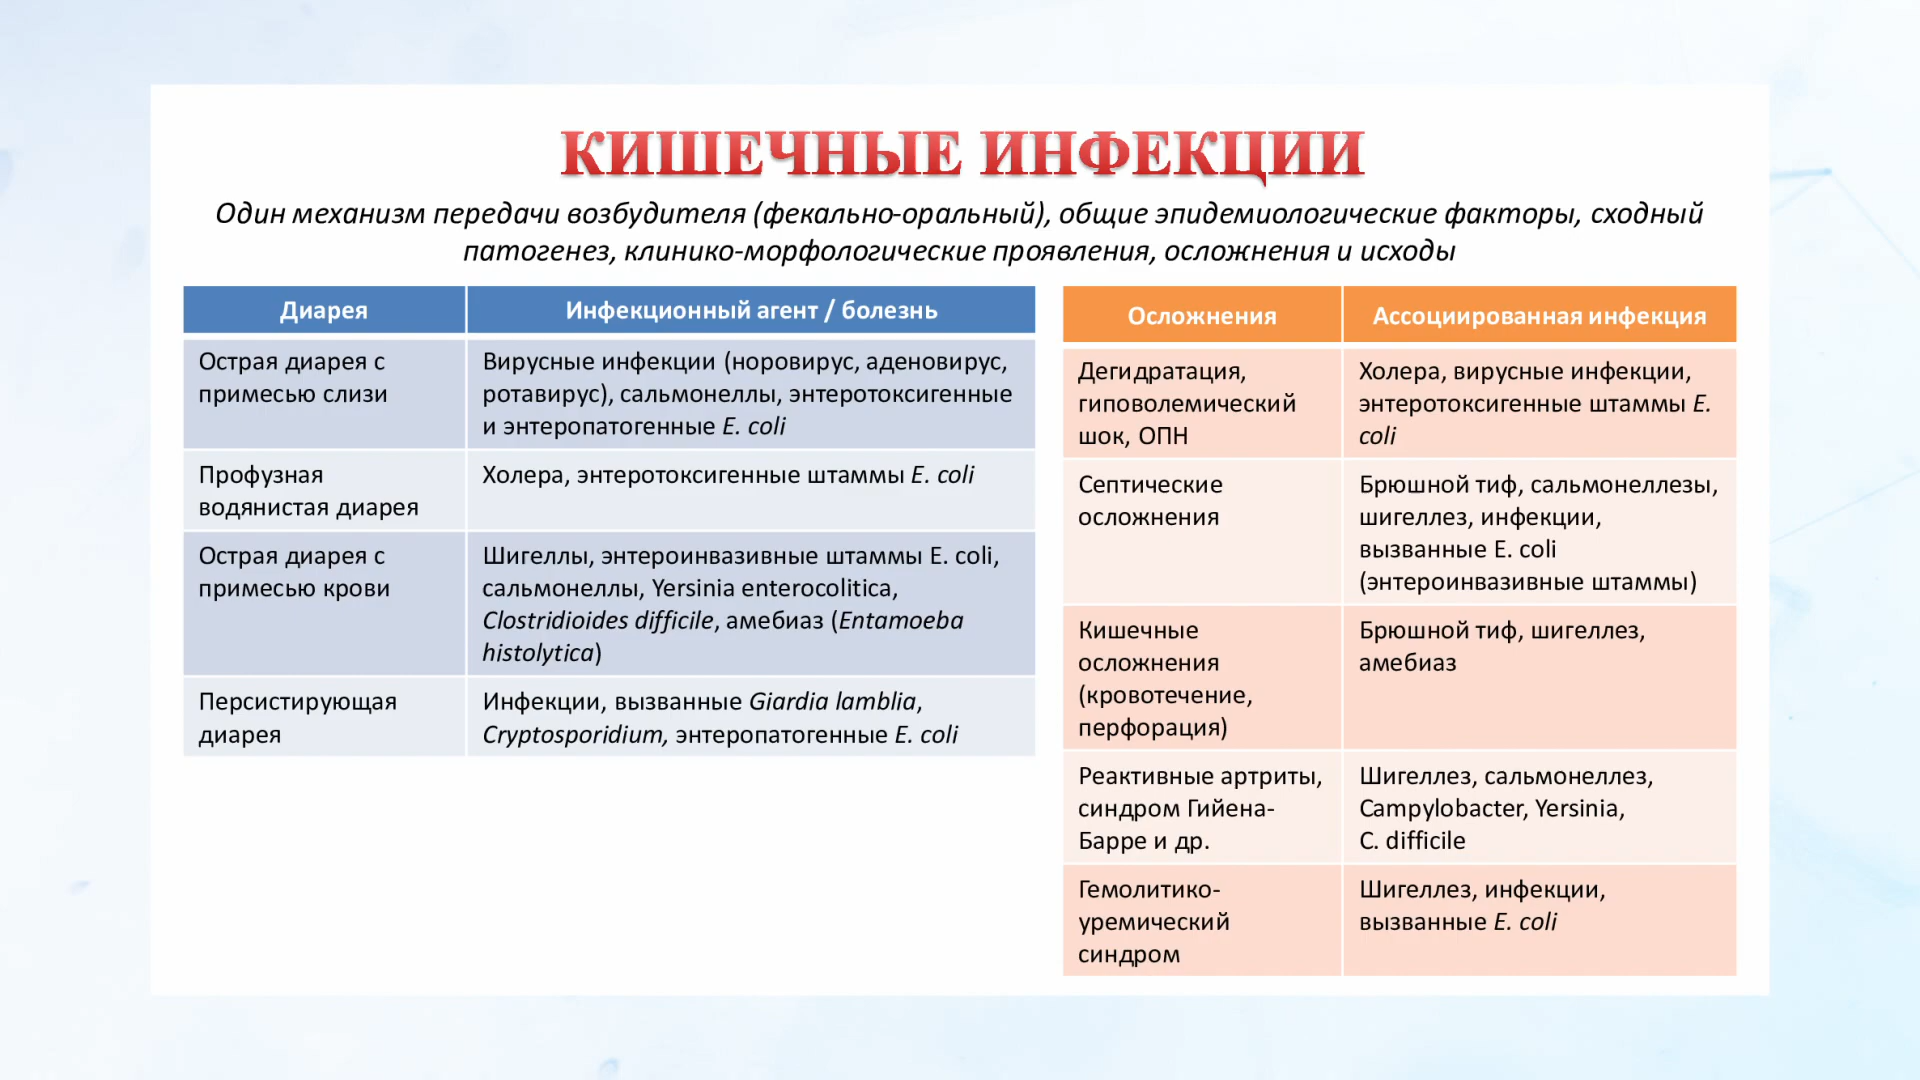 КИШЕЧНЫЕ ИНФЕКЦИИ
Один механизм передачи возбудителя (фекально-оральный), общие эпидемиологические факторы, сходный
патогенез, клинико-морфологические проявления, осложнения и исходы
Диарея
Инфекционный агент / болезнь
Острая диарея с
примесью слизи
Вирусные инфекции (норовирус, аденовирус,
ротавирус), сальмонеллы, энтеротоксигенные
и энтеропатогенные E. coli
Профузная
водянистая диарея
Холера, энтеротоксигенные штаммы E. coli
Острая диарея с
примесью крови
Шигеллы, энтероинвазивные штаммы E. coli,
сальмонеллы, Yersinia enterocolitica,
Clostridioides difficile, амебиаз (Entamoeba
histolytica)
Персистирующая
диарея
Инфекции, вызванные Giardia lamblia,
Cryptosporidium, энтеропатогенные E. coli
Осложнения
Ассоциированная инфекция
Дегидратация,
гиповолемический
шок, ОПН
Холера, вирусные инфекции,
энтеротоксигенные штаммы E.
coli
Септические
осложнения
Брюшной тиф, сальмонеллезы,
шигеллез, инфекции,
вызванные E. coli
(энтероинвазивные штаммы)
Кишечные
осложнения
(кровотечение,
перфорация)
Брюшной тиф, шигеллез,
амебиаз
Реактивные артриты,
синдром Гийена-
Барре и др.
Шигеллез, сальмонеллез,
Campylobacter, Yersinia,
C. difficile
Гемолитико-
уремический
синдром
Шигеллез, инфекции,
вызванные E. coli